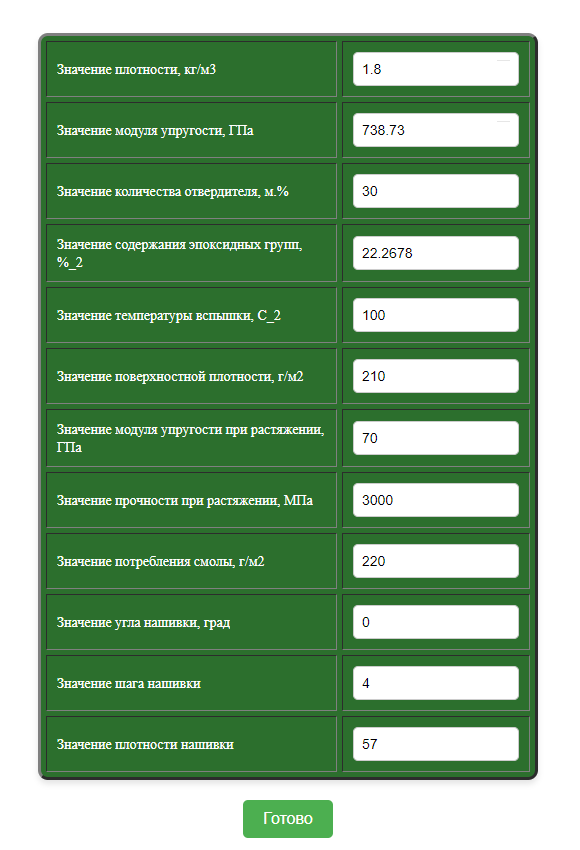 Значение плотности, кг/м3
1.8
Значение модуля упругости, ГПа
738.73
Значение количества отвердителя, м.%
30
Значение содержания эпоксидных групп,
%_2
22.2678
Значение температуры вспышки, С_2
100
Значение поверхностной плотности, г/м2
210
Значение модуля упругости при растяжении,
ГПа
70
Значение прочности при растяжении, МПа
3000
Значение потребления смолы, г/м2
220
Значение угла нашивки, град
0
Значение шага нашивки
4
Значение плотности нашивки
57
Готово